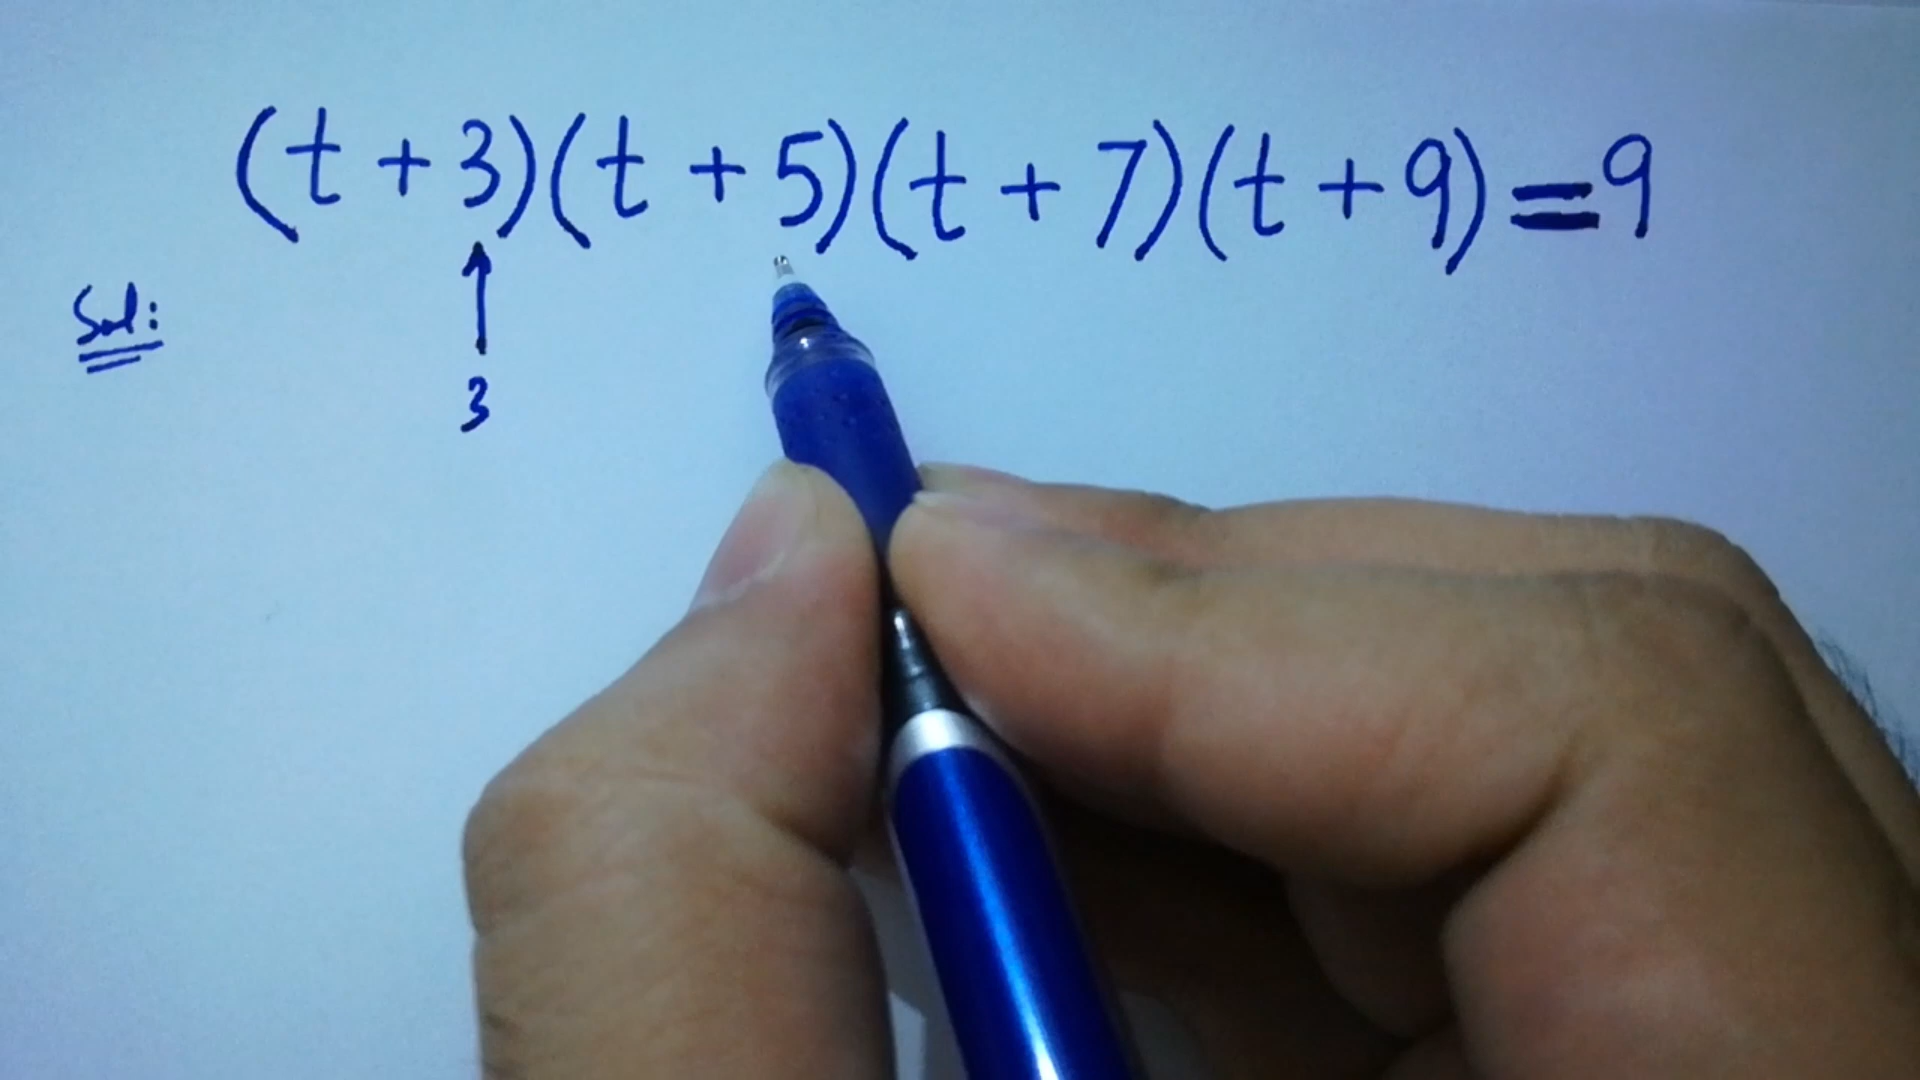 (t + 3)(t + 5)(t + 7)(t + 9) = 9
Sol:
3